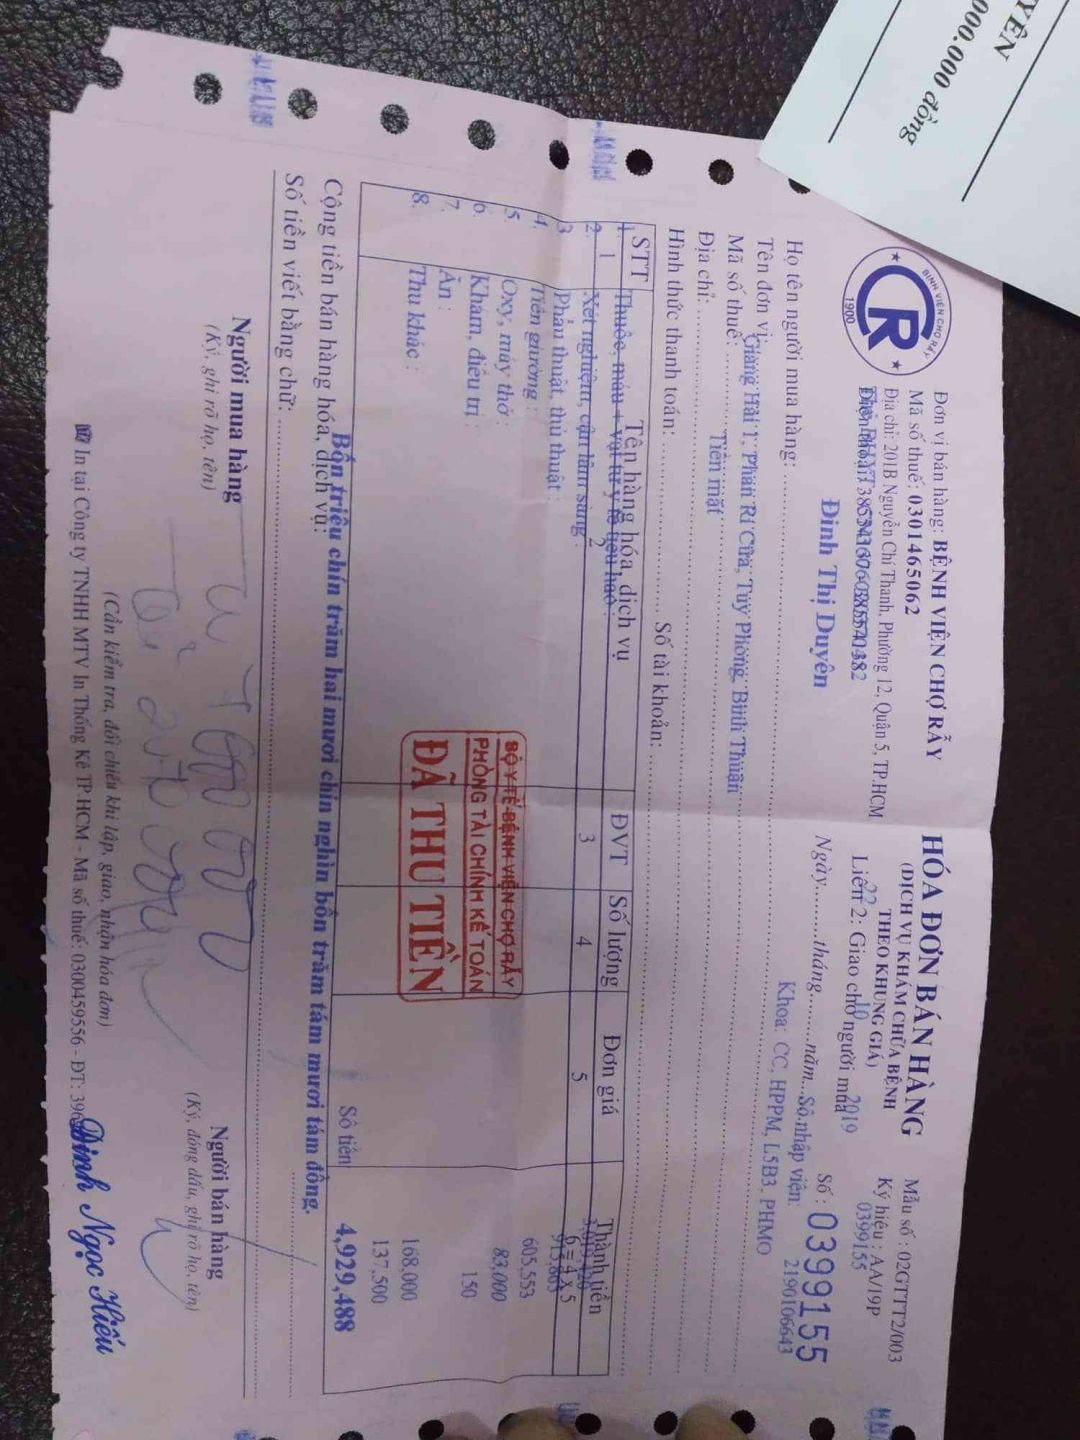 YÊN
000.000 đồng
BỆNH VIỆN CHỢ RẪY
1900
Đơn vị bán hàng: BỆNH VIỆN CHỢ RẪY
Mã số thuế: 0301465062
Địa chỉ: 201B Nguyễn Chí Thanh, Phường 12, Quận 5, TP.HCM
HÓA ĐƠN BÁN HÀNG
(DỊCH VỤ KHÁM CHỮA BỆNH
THEO KHUNG GIÁ)
Liên 2: Giao cho người mua
22 10 2019
Ngày..........tháng..........năm...
Mẫu số : 02GTTT2/003
Ký hiệu : AA/19P
0399155
Số : 0399155
Số nhập viện: 2190106643
Khoa: CC, HPPM, L5B3, PHMO
Đinh Thị Duyên
Họ tên người mua hàng:
Tên đơn vị:
Giang Hải 1, Phan Rí Cửa, Tuy Phong, Bình Thuận
Mã số thuế:
Tiền mặt
Địa chỉ:
Hình thức thanh toán: Số tài khoản:
STT Tên hàng hóa, dịch vụ ĐVT Số lượng Đơn giá Thành tiền
1 2 3 4 5 6 = 4 x 5
1. Thuốc, máu + vật tư y tế tiêu hao :
2. Xét nghiệm, cận lâm sàng :
3 Phẫu thuật, thủ thuật :
4. Tiền giường : 605.553
5. Oxy, máy thở : 83.000
6. Khám, điều trị : 150
7. Ăn :
8. Thu khác : 168.000
137,500
BỘ Y TẾ-BỆNH VIỆN CHỢ RẪY
PHÒNG TÀI CHÍNH KẾ TOÁN
ĐÃ THU TIỀN
Số tiền 4,929,488
Cộng tiền bán hàng hóa, dịch vụ:
Bốn triệu chín trăm hai mươi chín nghìn bốn trăm tám mươi tám đồng.
Số tiền viết bằng chữ:
Người mua hàng
(Ký, ghi rõ họ, tên)
Người bán hàng
(Ký, đóng dấu, ghi rõ họ, tên)
(Cần kiểm tra, đối chiếu khi lập, giao, nhận hóa đơn)
In tại Công ty TNHH MTV In Thống Kê TP.HCM - Mã số thuế: 0300459556 - ĐT:
Đinh Ngọc Hiếu